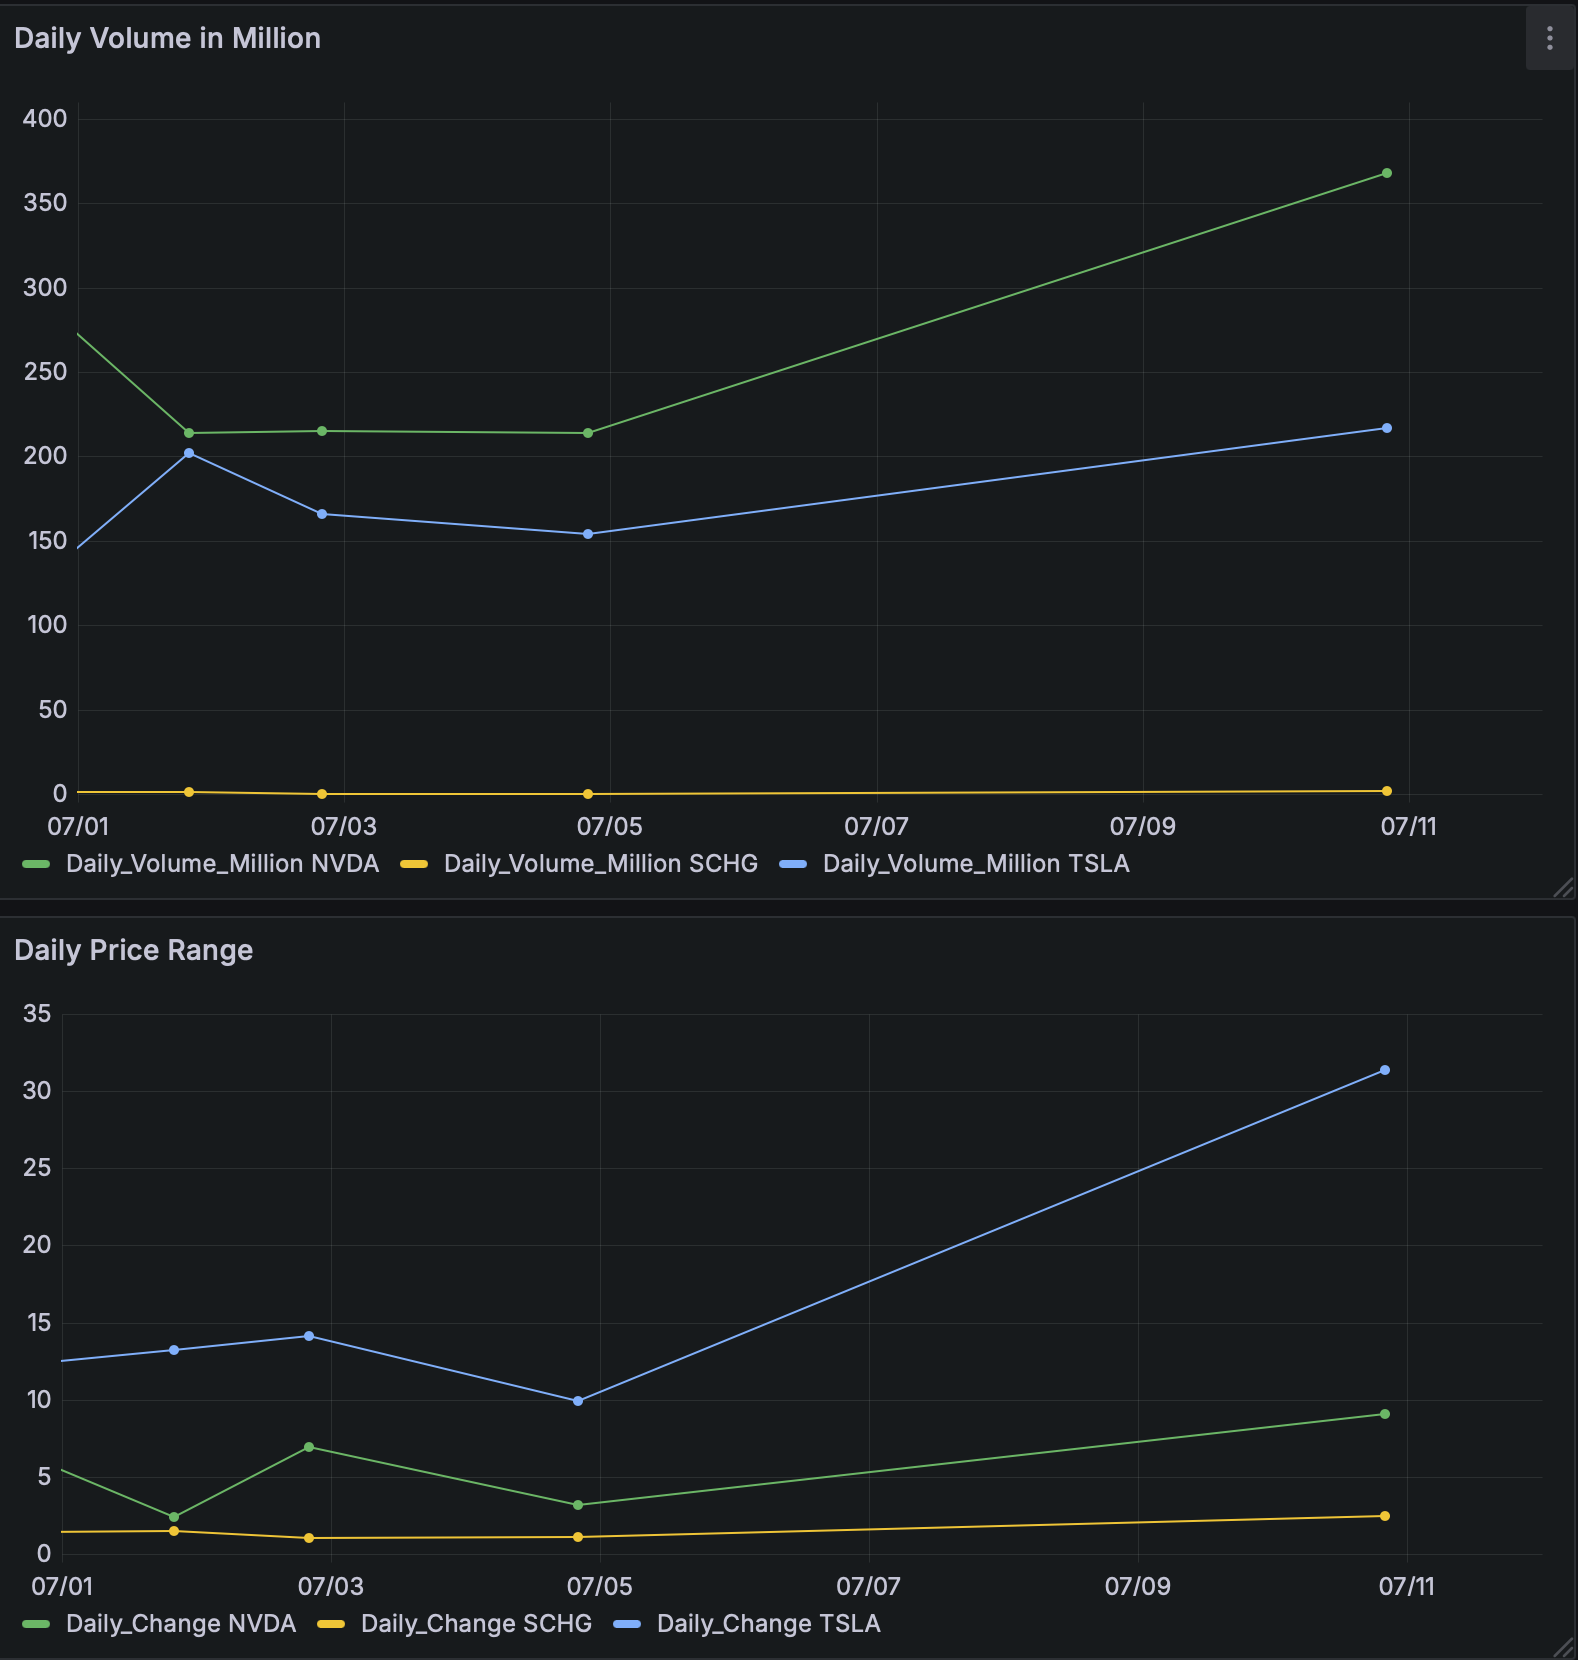 Daily Volume in Million
400
350
300
250
200
150
100
50
0
07/01 07/03 07/05 07/07 07/09 07/11
Daily_Volume_Million NVDA Daily_Volume_Million SCHG Daily_Volume_Million TSLA
Daily Price Range
35
30
25
20
15
10
5
0
07/01 07/03 07/05 07/07 07/09 07/11
Daily_Change NVDA Daily_Change SCHG Daily_Change TSLA